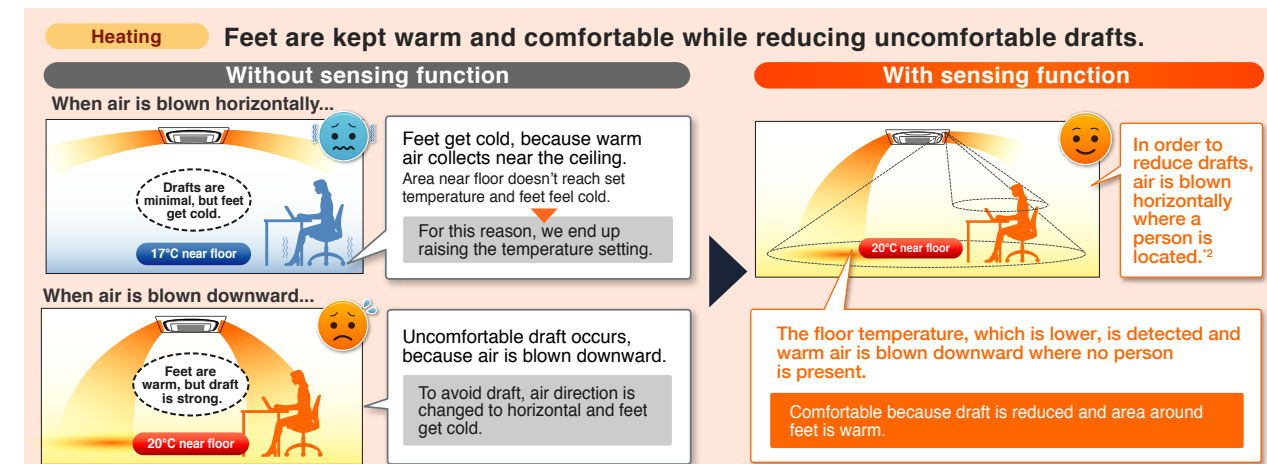 Heating
Feet are kept warm and comfortable while reducing uncomfortable drafts.
Without sensing function
When air is blown horizontally...
Drafts are
minimal, but feet
get cold.
17°C near floor
Feet get cold, because warm
air collects near the ceiling.
Area near floor doesn't reach set
temperature and feet feel cold.
For this reason, we end up
raising the temperature setting.
When air is blown downward...
Feet are
warm, but draft
is strong.
20°C near floor
Uncomfortable draft occurs,
because air is blown downward.
To avoid draft, air direction is
changed to horizontal and feet
get cold.
With sensing function
20°C near floor
In order to
reduce drafts,
air is blown
horizontally
where a
person is
located.*2
The floor temperature, which is lower, is detected and
warm air is blown downward where no person
is present.
Comfortable because draft is reduced and area around
feet is warm.